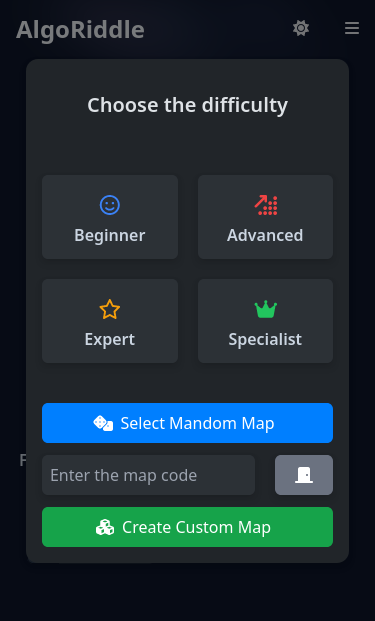 AlgoRiddle
Choose the difficulty
Beginner
Advanced
Expert
Specialist
Select Mandom Map
F
Enter the map code
Create Custom Map